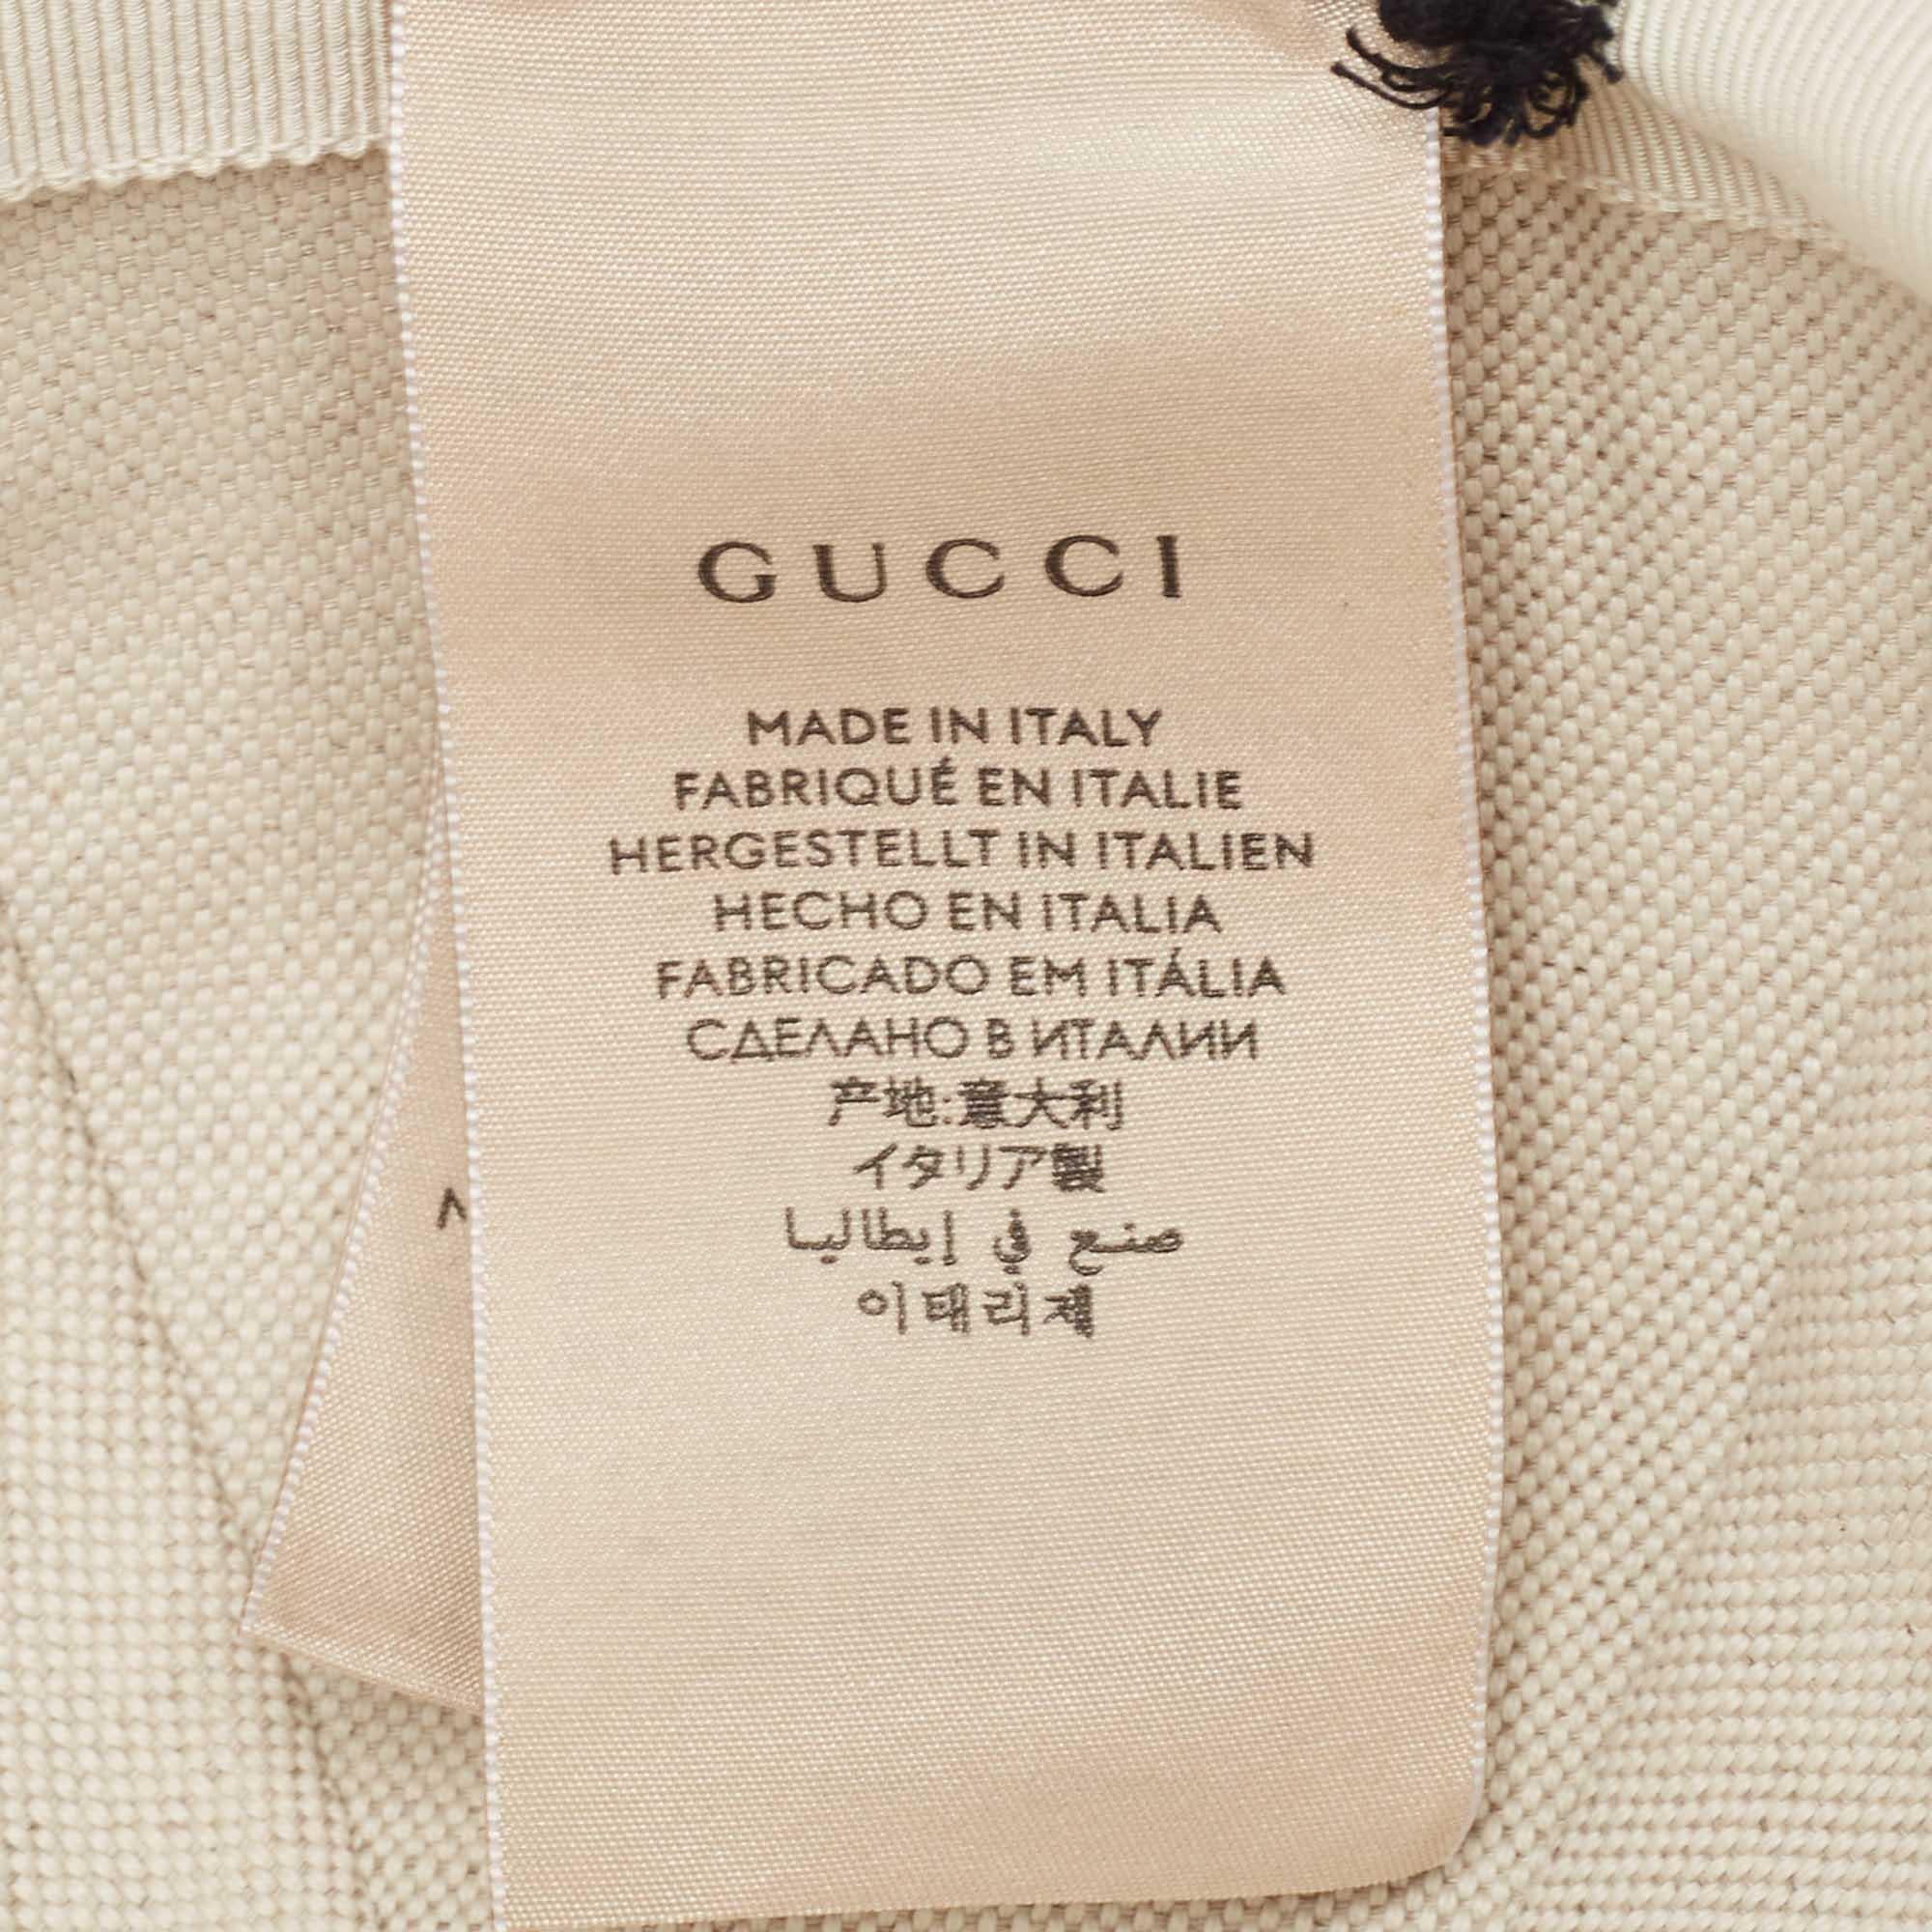 GUCCI
MADE IN ITALY
FABRIQUÉ EN ITALIE
HERGESTELLT IN ITALIEN
HECHO EN ITALIA
FABRICADO EM ITÁLIA
СДЕЛАНО В ИТАЛИИ
产地:意大利
イタリア製
صنع في إيطاليا
이태리제